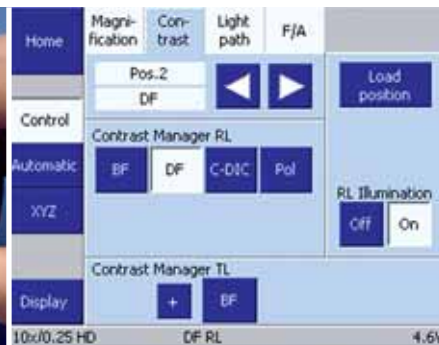 Home
Magni-
fication
Con-
trast
Light
path
F/A
Pos.2
DF
Load
position
Control
Contrast Manager RL
Automatic
BF
DF
C-DIC
Pol
XYZ
RL Illumination
Off
On
Contrast Manager TL
Display
+
BF
10x/0.25 HD
DF RL
4.6V